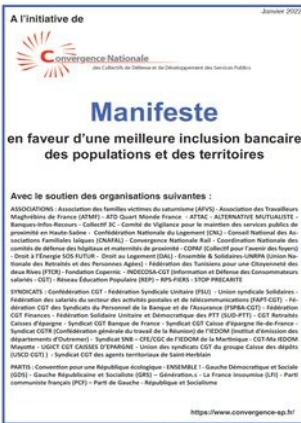 Janvier 2022
A l'initiative de
Convergence Nationale
des Collectifs de Défense et de Développement des Services Publics
Manifeste
en faveur d'une meilleure inclusion bancaire
des populations et des territoires
Avec le soutien des organisations suivantes :
ASSOCIATIONS : Association des familles victimes du saturnisme (AFVS) - Association des Travailleurs
Maghrébins de France (ATMF) - ATD Quart Monde France - ATTAC - ALTERNATIVE MUTUALISTE -
Banques-Infos-Recours - Collectif 3C - Comité de Vigilance pour le maintien des services publics de
proximité en Haute-Saône - Confédération Nationale du Logement (CNL) - Conseil National des As-
sociations Familiales laïques (CNAFAL) - Convergence Nationale Rail - Coordination Nationale des
comités de défense des hôpitaux et maternités de proximité - COPAF (Collectif pour l'avenir des foyers)
- Droit à l'Énergie SOS FUTUR - Droit au Logement (DAL) - Ensemble & Solidaires-UNRPA (Union Na-
tionale des Retraités et des Personnes Agées) - Fédération des Tunisiens pour une Citoyenneté des
deux Rives (FTCR) - Fondation Copernic - INDECOSA-CGT (Information et Défense des Consommateurs
salariés - CGT) - Réseau Éducation Populaire (REP) - RPS-FIERS - STOP PRECARITE
SYNDICATS : Confédération CGT - Fédération Syndicale Unitaire (FSU) - Union syndicale Solidaires -
Fédération des salariés du secteur des activités postales et de télécommunications (FAPT-CGT) - Fé-
dération CGT des Syndicats du Personnel de la Banque et de l'Assurance (FSPBA-CGT) - Fédération
CGT Finances - Fédération Solidaire Unitaire et Démocratique des PTT (SUD-PTT) - CGT Retraités
Caisses d'épargne - Syndicat CGT Banque de France - Syndicat CGT Caisse d'épargne Ile-de-France -
Syndicat CGTR (Confédération générale du travail de la Réunion) de l'IEDOM (Institut d'émission des
départements d'Outremer) - Syndicat SNB – CFE/CGC de l'IEDOM de la Martinique - CGT-Ma IEDOM
Mayotte - UGICT CGT CAISSES D'EPARGNE - Union des syndicats CGT du groupe Caisse des dépôts
(USCD CGT) ) - Syndicat CGT des agents territoriaux de Saint-Herblain
PARTIS : Convention pour une République écologique - ENSEMBLE ! - Gauche Démocratique et Sociale
(GDS) - Gauche Républicaine et Socialiste (GRS) – Génération.s - La France Insoumise (LFI) - Parti
communiste français (PCF) – Parti de Gauche - République et Socialisme
https://www.convergence-sp.fr/